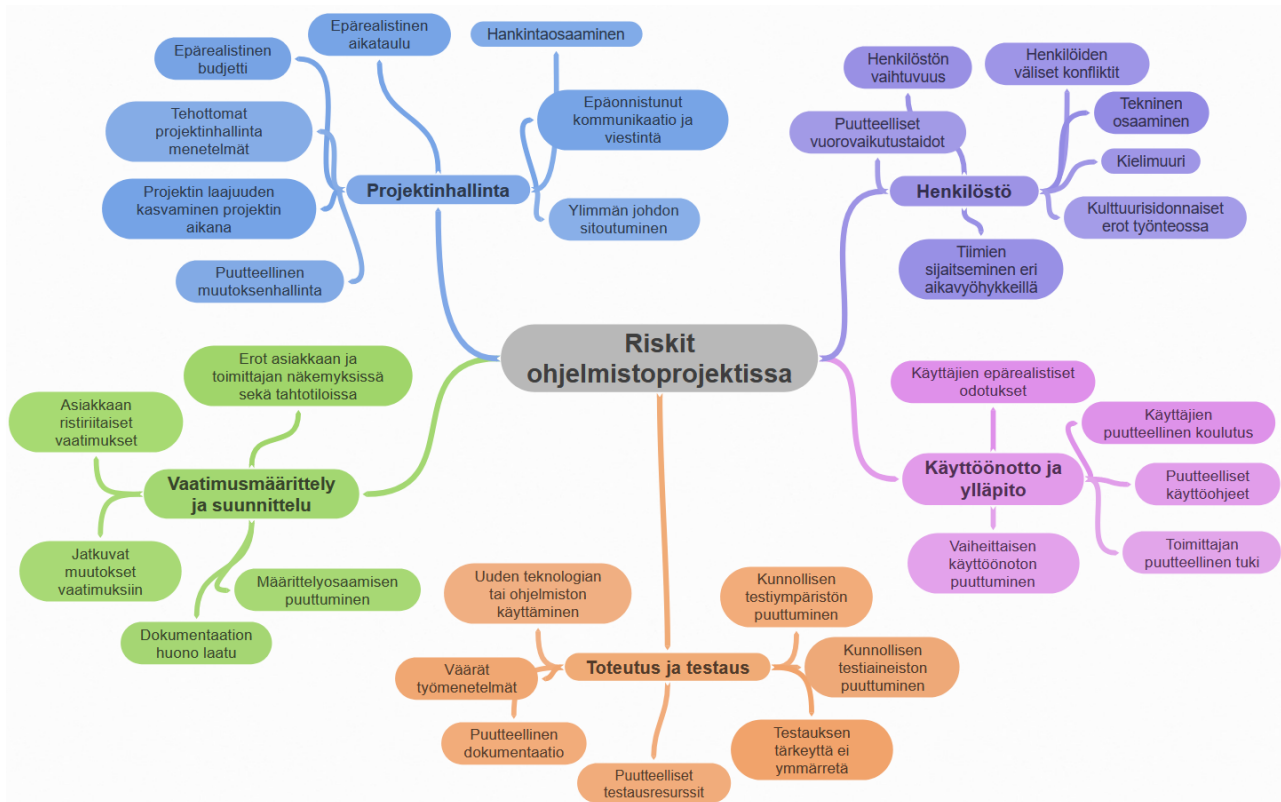 Epärealistinen
budjetti
Epärealistinen
aikataulu
Hankintaosaaminen
Tehottomat
projektinhallinta
menetelmät
Epäonnistunut
kommunikaatio ja
viestintä
Projektinhallinta
Projektin laajuuden
kasvaminen projektin
aikana
Ylimmän johdon
sitoutuminen
Puutteellinen
muutoksenhallinta
Henkilöstön
vaihtuvuus
Henkilöiden
väliset konfliktit
Puutteelliset
vuorovaikutustaidot
Tekninen
osaaminen
Kielimuuri
Henkilöstö
Kulttuurisidonnaiset
erot työnteossa
Tiimien
sijaitseminen eri
aikavyöhykkeillä
Riskit
ohjelmistoprojektissa
Erot asiakkaan ja
toimittajan näkemyksissä
sekä tahtotiloissa
Asiakkaan
ristiriitaiset
vaatimukset
Vaatimusmäärittely
ja suunnittelu
Jatkuvat
muutokset
vaatimuksiin
Määrittelyosaamisen
puuttuminen
Dokumentaation
huono laatu
Käyttäjien epärealistiset
odotukset
Käyttäjien
puutteellinen koulutus
Käyttöönotto ja
ylläpito
Puutteelliset
käyttöohjeet
Vaiheittaisen
käyttöönoton
puuttuminen
Toimittajan
puutteellinen tuki
Uuden teknologian
tai ohjelmiston
käyttäminen
Kunnollisen
testiympäristön
puuttuminen
Väärät
työmenetelmät
Toteutus ja testaus
Kunnollisen
testiaineiston
puuttuminen
Puutteellinen
dokumentaatio
Puutteelliset
testausresurssit
Testauksen
tärkeyttä ei
ymmärretä